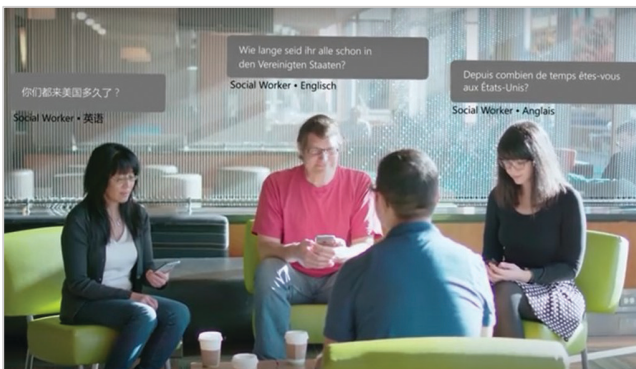 你们都来美国多久了？
Social Worker • 英语
Wie lange seid ihr alle schon in
den Vereinigten Staaten?
Social Worker • Englisch
Depuis combien de temps êtes-vous
aux États-Unis?
Social Worker • Anglais